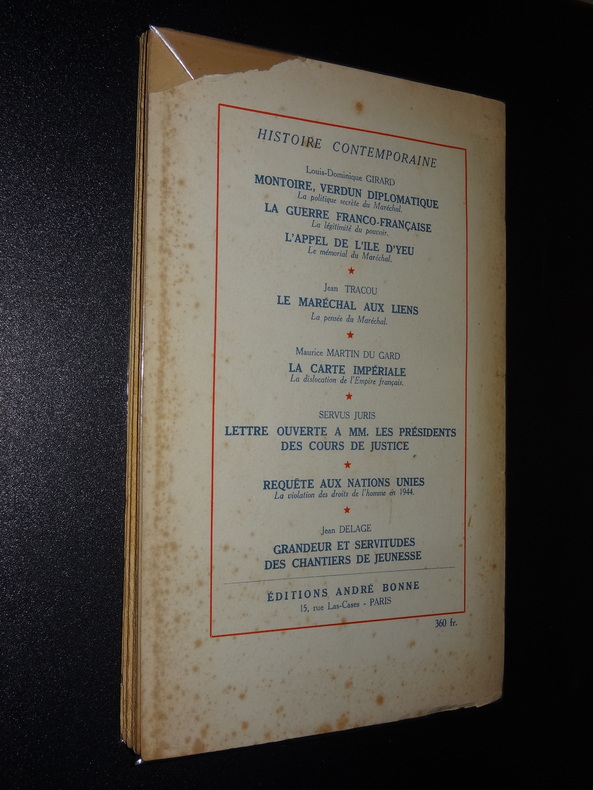 HISTOIRE CONTEMPORAINE
Louis-Dominique GIRARD
MONTOIRE, VERDUN DIPLOMATIQUE
La politique secrète du Maréchal.
LA GUERRE FRANCO-FRANÇAISE
La légitimité du pouvoir.
L'APPEL DE L'ILE D'YEU
Le mémorial du Maréchal.
★
Jean TRACOU
LE MARÉCHAL AUX LIENS
La pensée du Maréchal.
★
Maurice MARTIN DU GARD
LA CARTE IMPÉRIALE
La dislocation de l'Empire français.
★
SERVUS JURIS
LETTRE OUVERTE A MM. LES PRÉSIDENTS
DES COURS DE JUSTICE
★
REQUÊTE AUX NATIONS UNIES
La violation des droits de l'homme en 1944.
★
Jean DELAGE
GRANDEUR ET SERVITUDES
DES CHANTIERS DE JEUNESSE
ÉDITIONS ANDRÉ BONNE
15, rue Las-Cases - PARIS
360 fr.